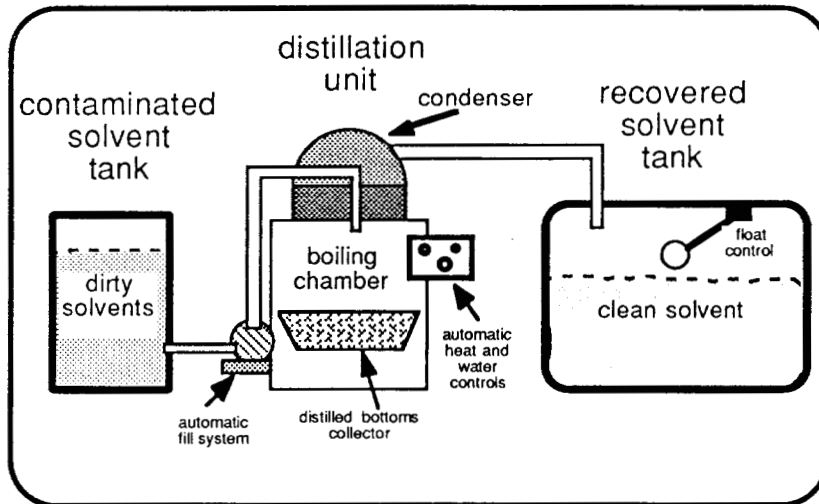 distillation
unit
contaminated
solvent
tank
condenser
recovered
solvent
tank
dirty
solvents
boiling
chamber
float
control
clean solvent
automatic
heat and
water
controls
automatic
fill system
distilled bottoms
collector